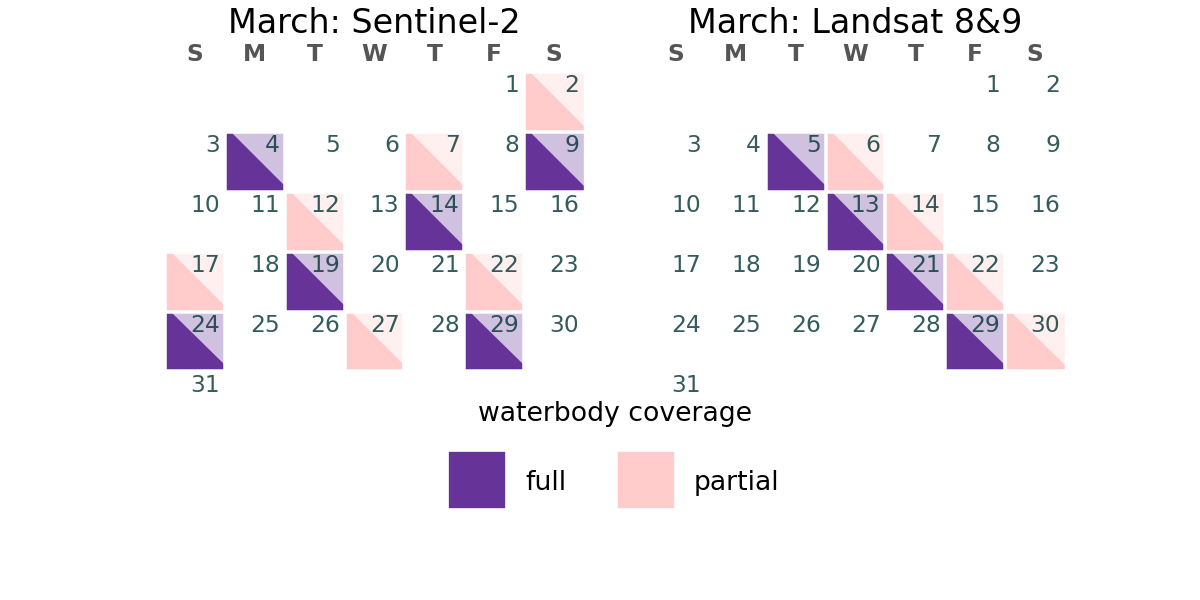 March: Sentinel-2
S M T W T F S
1 2
3 4 5 6 7 8 9
10 11 12 13 14 15 16
17 18 19 20 21 22 23
24 25 26 27 28 29 30
31
March: Landsat 8&9
S M T W T F S
1 2
3 4 5 6 7 8 9
10 11 12 13 14 15 16
17 18 19 20 21 22 23
24 25 26 27 28 29 30
31
waterbody coverage
full partial